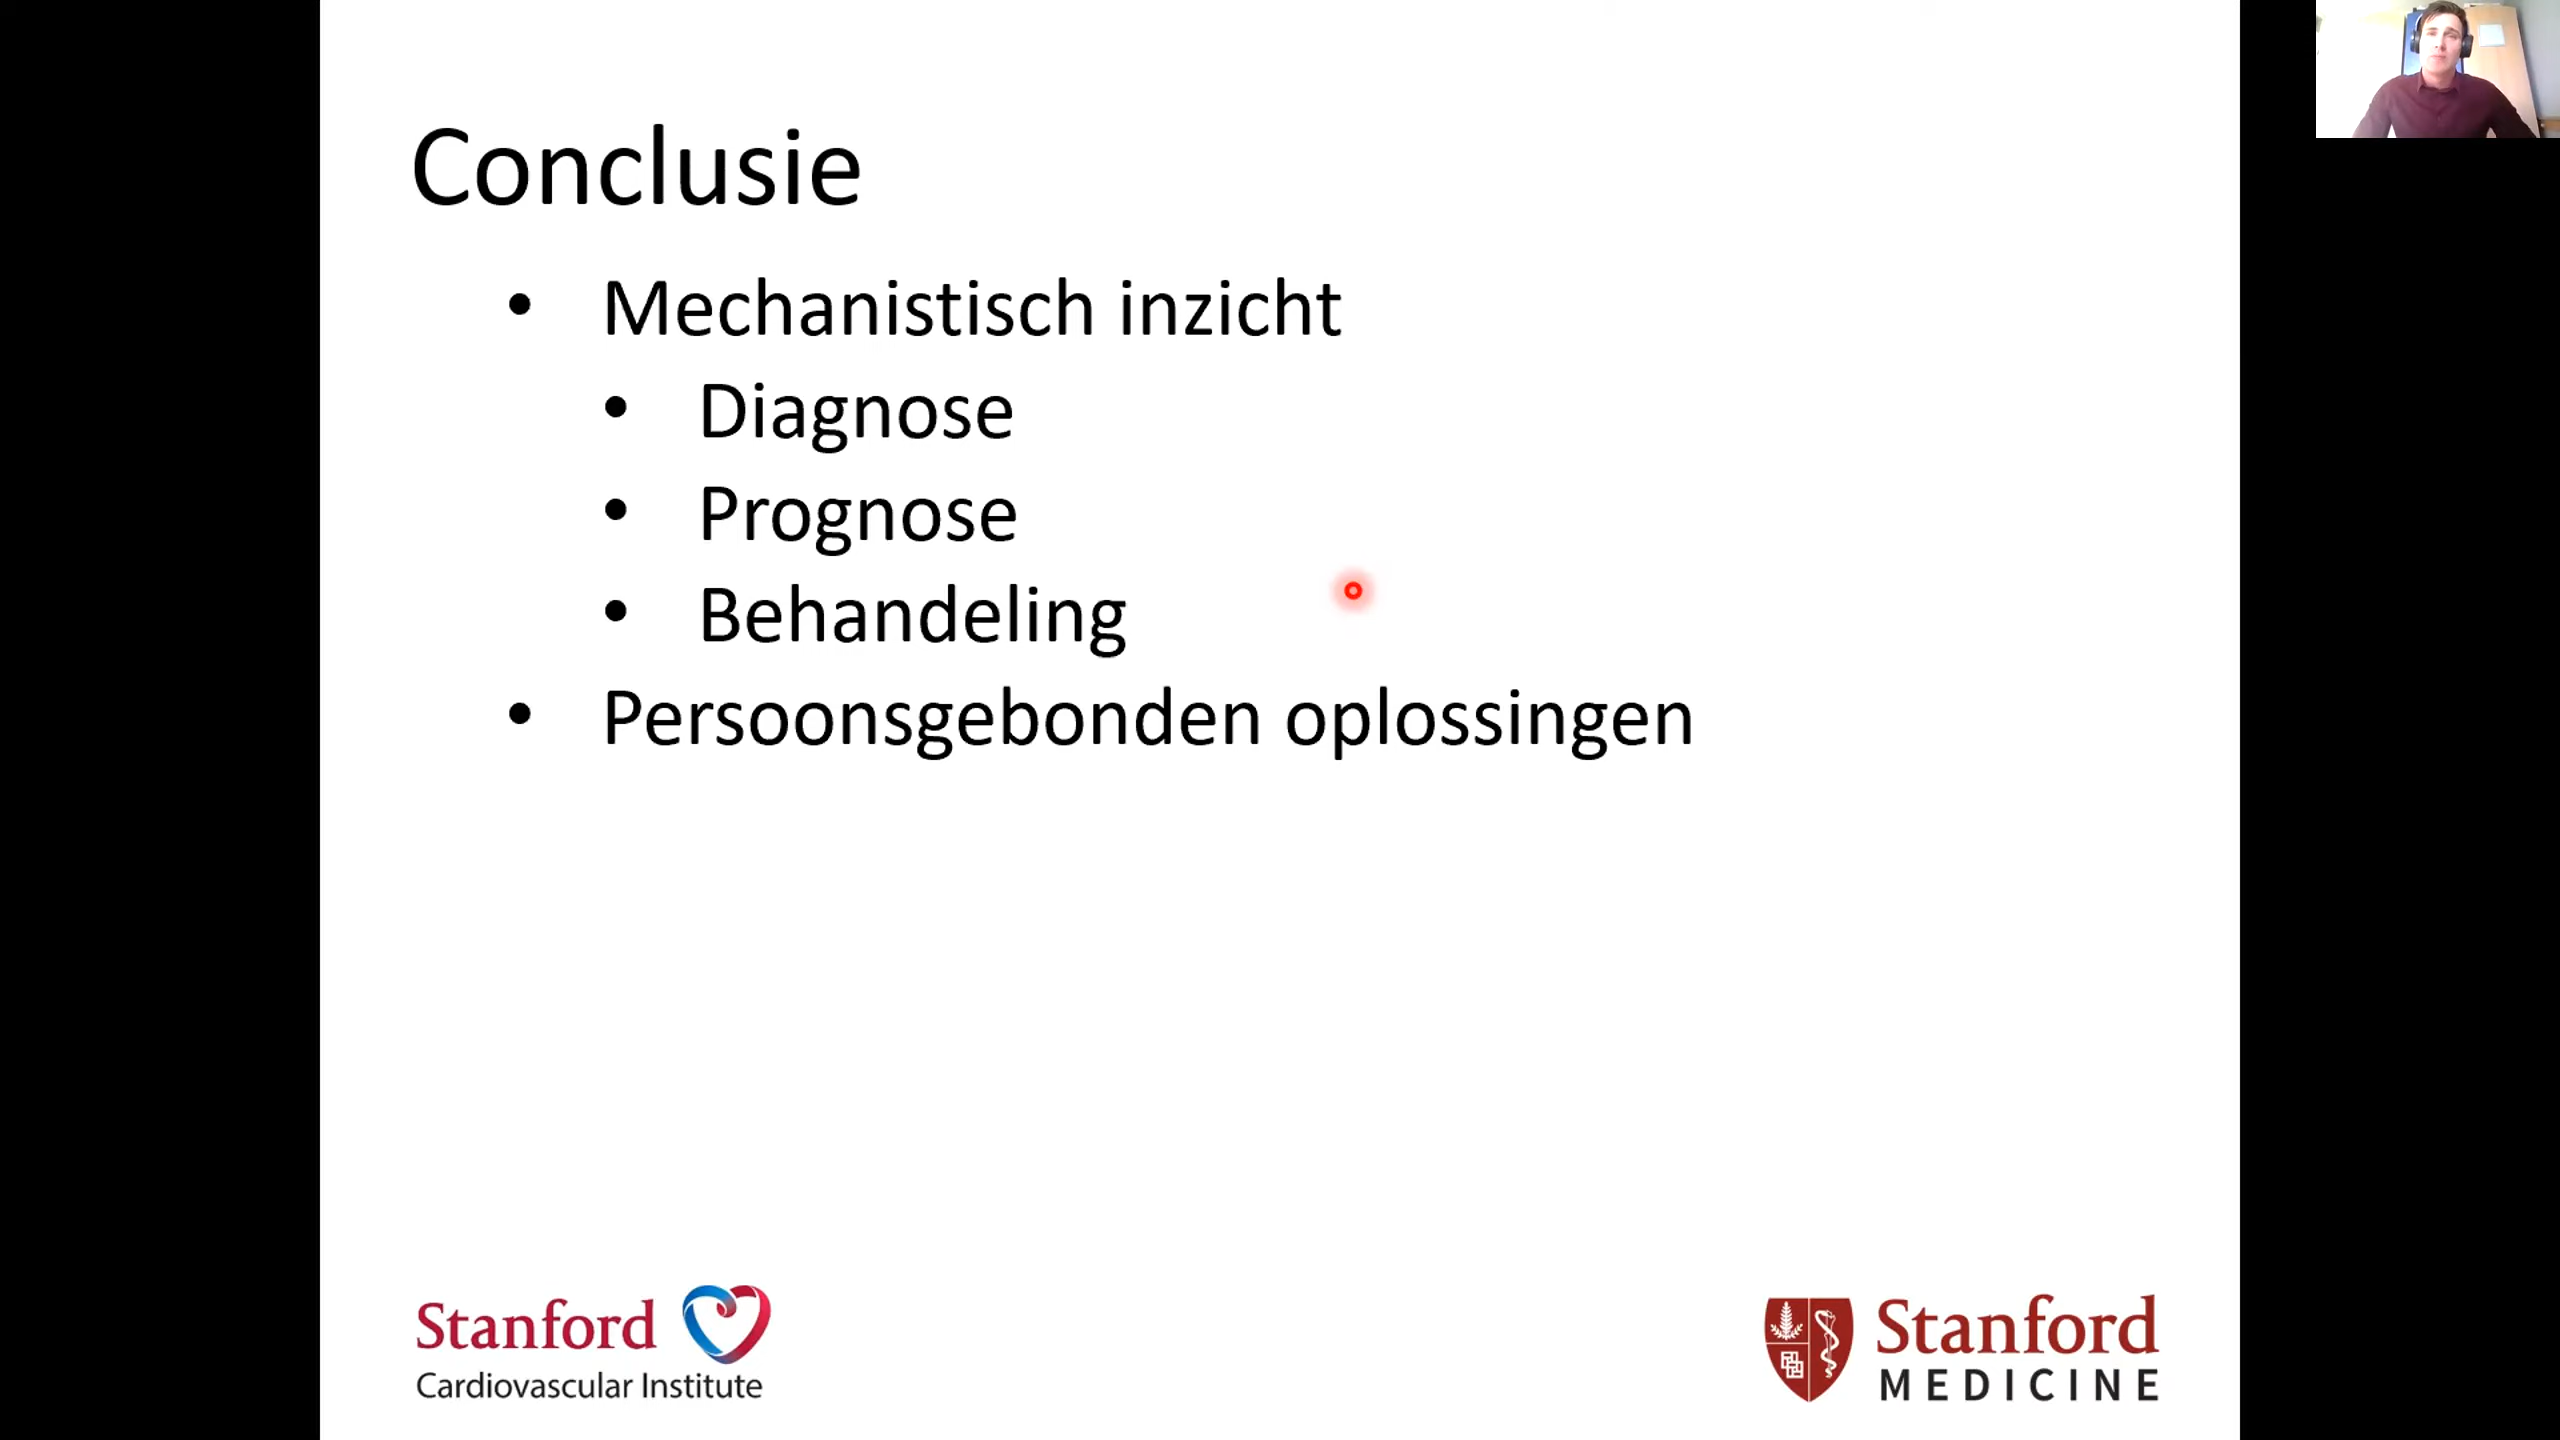 Conclusie
• Mechanistisch inzicht
• Diagnose
• Prognose
• Behandeling
• Persoonsgebonden oplossingen
Stanford
Cardiovascular Institute
Stanford
MEDICINE